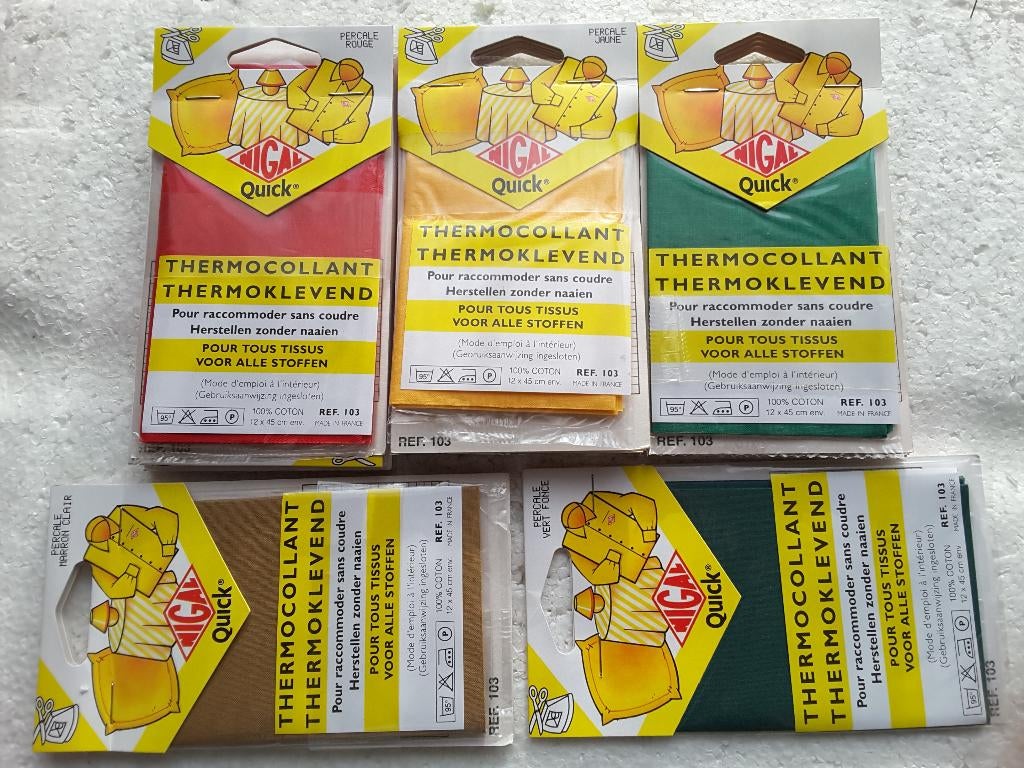 PERCALE
ROUGE
NIGAL
Quick®
THERMOCOLLANT
THERMOKLEVEND
Pour raccommoder sans coudre
Herstellen zonder naaien
POUR TOUS TISSUS
VOOR ALLE STOFFEN
(Mode d'emploi à l'intérieur)
(Gebruiksaanwijzing ingesloten)
95° P 100% COTON REF. 103
12 x 45 cm env. MADE IN FRANCE
REF. 103
PERCALE
JAUNE
NIGAL
Quick®
THERMOCOLLANT
THERMOKLEVEND
Pour raccommoder sans coudre
Herstellen zonder naaien
POUR TOUS TISSUS
VOOR ALLE STOFFEN
(Mode d'emploi à l'intérieur)
(Gebruiksaanwijzing ingesloten)
95° P 100% COTON REF. 103
12 x 45 cm env. MADE IN FRANCE
REF. 103
NIGAL
Quick®
THERMOCOLLANT
THERMOKLEVEND
Pour raccommoder sans coudre
Herstellen zonder naaien
POUR TOUS TISSUS
VOOR ALLE STOFFEN
(Mode d'emploi à l'intérieur)
(Gebruiksaanwijzing ingesloten)
95° P 100% COTON REF. 103
12 x 45 cm env. MADE IN FRANCE
REF. 103
PERCALE
MARRON CLAIR
NIGAL
Quick®
THERMOCOLLANT
THERMOKLEVEND
Pour raccommoder sans coudre
Herstellen zonder naaien
POUR TOUS TISSUS
VOOR ALLE STOFFEN
(Mode d'emploi à l'intérieur)
(Gebruiksaanwijzing ingesloten)
95° P 100% COTON REF. 103
12 x 45 cm env. MADE IN FRANCE
REF. 103
PERCALE
VERT FONCE
NIGAL
Quick®
THERMOCOLLANT
THERMOKLEVEND
Pour raccommoder sans coudre
Herstellen zonder naaien
POUR TOUS TISSUS
VOOR ALLE STOFFEN
(Mode d'emploi à l'intérieur)
(Gebruiksaanwijzing ingesloten)
95° P 100% COTON REF. 103
12 x 45 cm env. MADE IN FRANCE
REF. 103